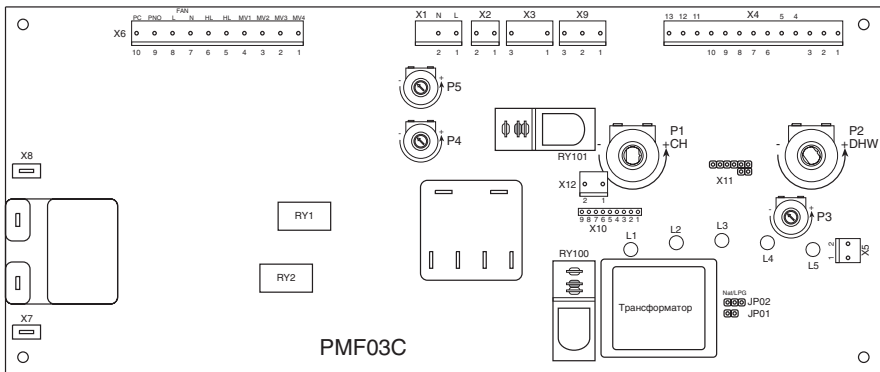 FAN
PC PNO L N HL HL MV1 MV2 MV3 MV4
X6
10 9 8 7 6 5 4 3 2 1
X1 N L
2 1
X2
2 1
X3
3 1
X9
3 2 1
X4
13 12 11 5 4
10 9 8 7 6 3 2 1
- + P5
- + P4
RY101
- + P1
CH
- + P2
DHW
X11
X8
X12
2 1
9 8 7 6 5 4 3 2 1
X10
- + P3
RY1
L1 L2 L3 L4 L5
2 1 X5
RY2
RY100
Трансформатор
Nat/LPG
JP02
JP01
X7
PMF03C